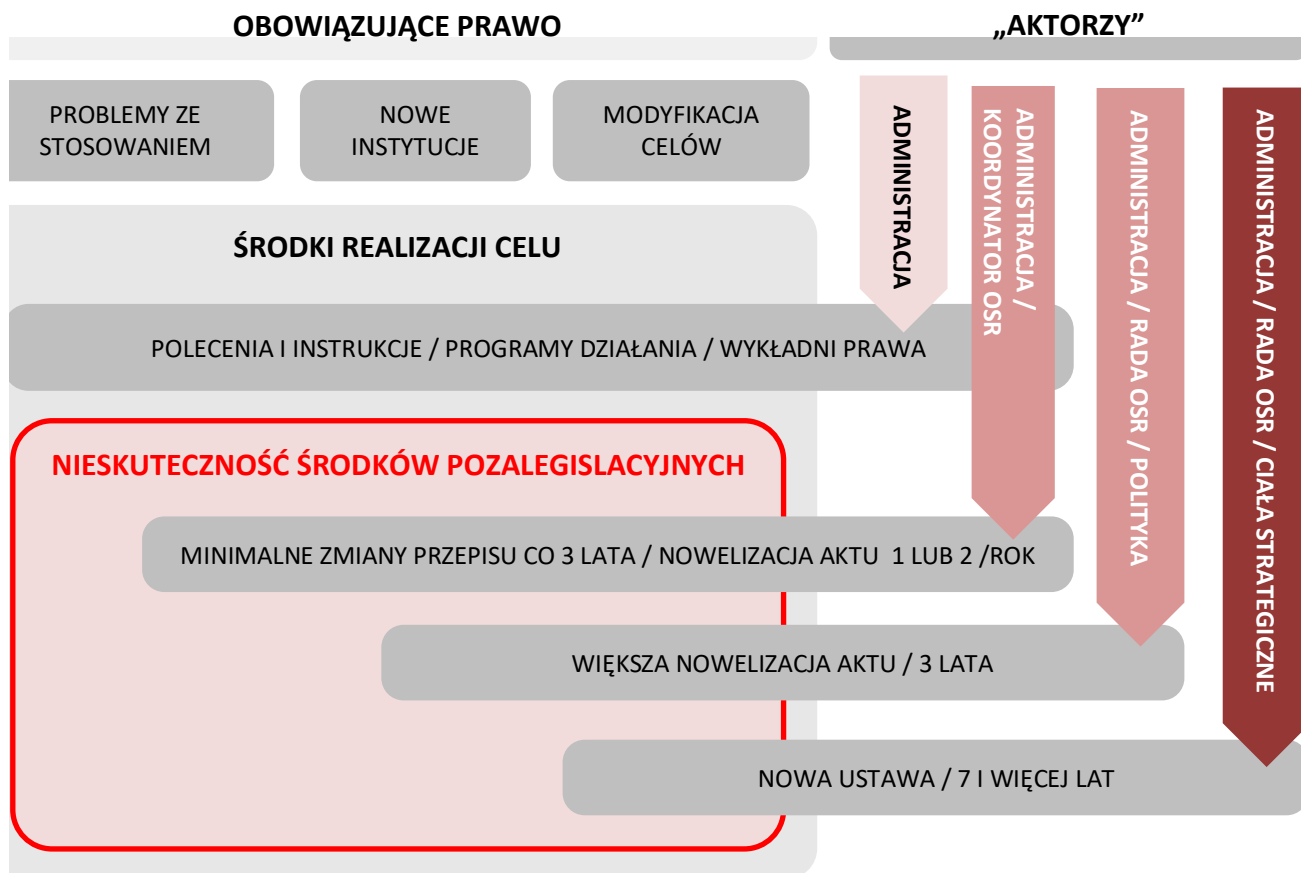 OBOWIĄZUJĄCE PRAWO
„AKTORZY”
PROBLEMY ZE
STOSOWANIEM
NOWE
INSTYTUCJE
MODYFIKACJA
CELÓW
ADMINISTRACJA
ADMINISTRACJA /
KOORDYNATOR OSR
ADMINISTRACJA / RADA OSR / POLITYKA
ADMINISTRACJA / RADA OSR / CIAŁA STRATEGICZNE
ŚRODKI REALIZACJI CELU
POLECENIA I INSTRUKCJE / PROGRAMY DZIAŁANIA / WYKŁADNI PRAWA
NIESKUTECZNOŚĆ ŚRODKÓW POZALEGISLACYJNYCH
MINIMALNE ZMIANY PRZEPISU CO 3 LATA / NOWELIZACJA AKTU 1 LUB 2 /ROK
WIĘKSZA NOWELIZACJA AKTU / 3 LATA
NOWA USTAWA / 7 I WIĘCEJ LAT